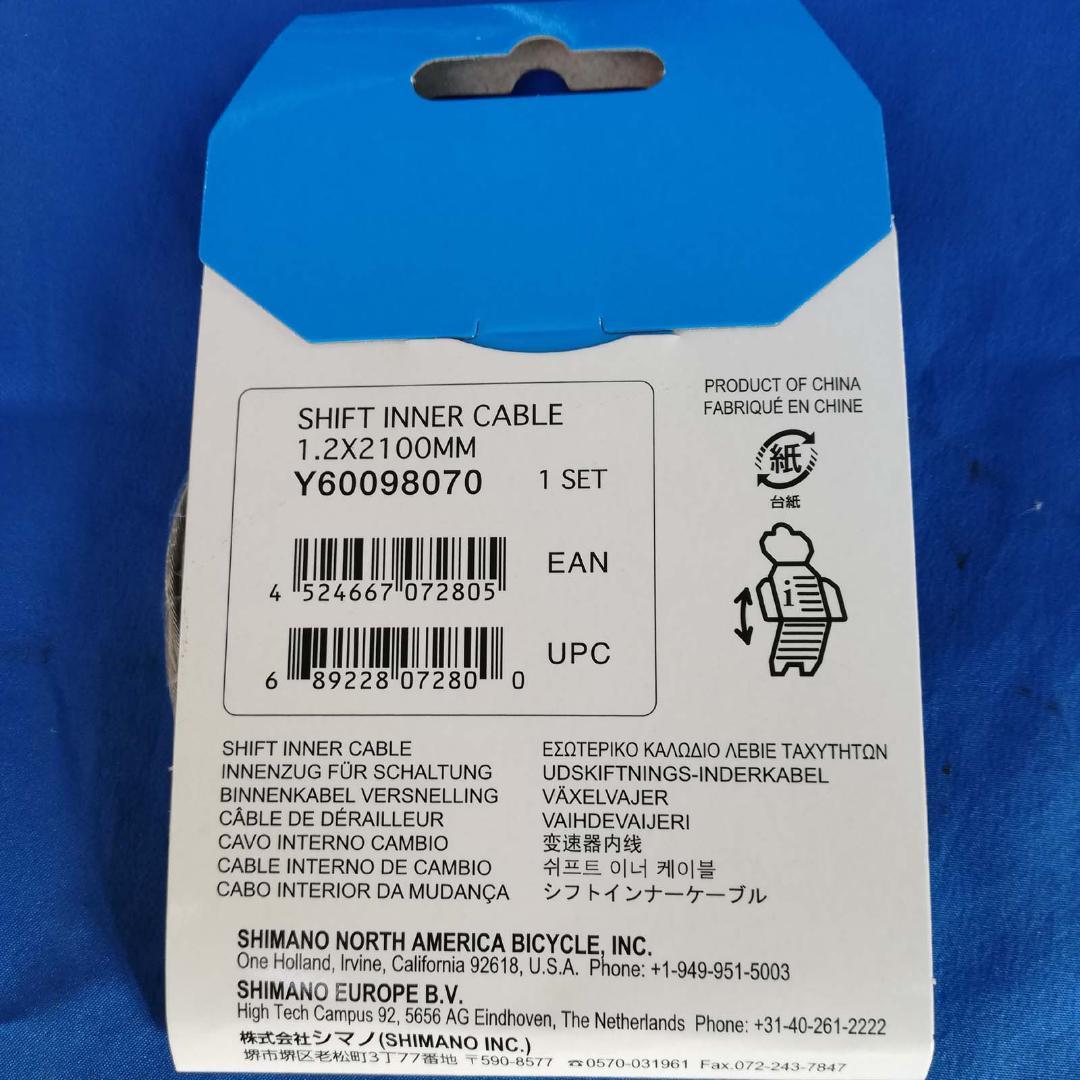 SHIFT INNER CABLE
1.2X2100MM
Y60098070 1 SET
4 524667 072805 EAN
6 89228 07280 0 UPC
PRODUCT OF CHINA
FABRIQUÉ EN CHINE
紙
台紙
i
SHIFT INNER CABLE
INNENZUG FÜR SCHALTUNG
BINNENKABEL VERSNELLING
CÂBLE DE DÉRAILLEUR
CAVO INTERNO CAMBIO
CABLE INTERNO DE CAMBIO
CABO INTERIOR DA MUDANÇA
ΕΣΩΤΕΡΙΚΟ ΚΑΛΩΔΙΟ ΛΕΒΙΕ ΤΑΧΥΤΗΤΩΝ
UDSKIFTNINGS-INDERKABEL
VÄXELVAJER
VAIHDEVAIJERI
变速器内线
쉬프트 이너 케이블
シフトインナーケーブル
SHIMANO NORTH AMERICA BICYCLE, INC.
One Holland, Irvine, California 92618, U.S.A. Phone: +1-949-951-5003
SHIMANO EUROPE B.V.
High Tech Campus 92, 5656 AG Eindhoven, The Netherlands Phone: +31-40-261-2222
株式会社シマノ(SHIMANO INC.)
堺市堺区老松町3丁77番地 〒590-8577 ☎0570-031961 Fax.072-243-7847